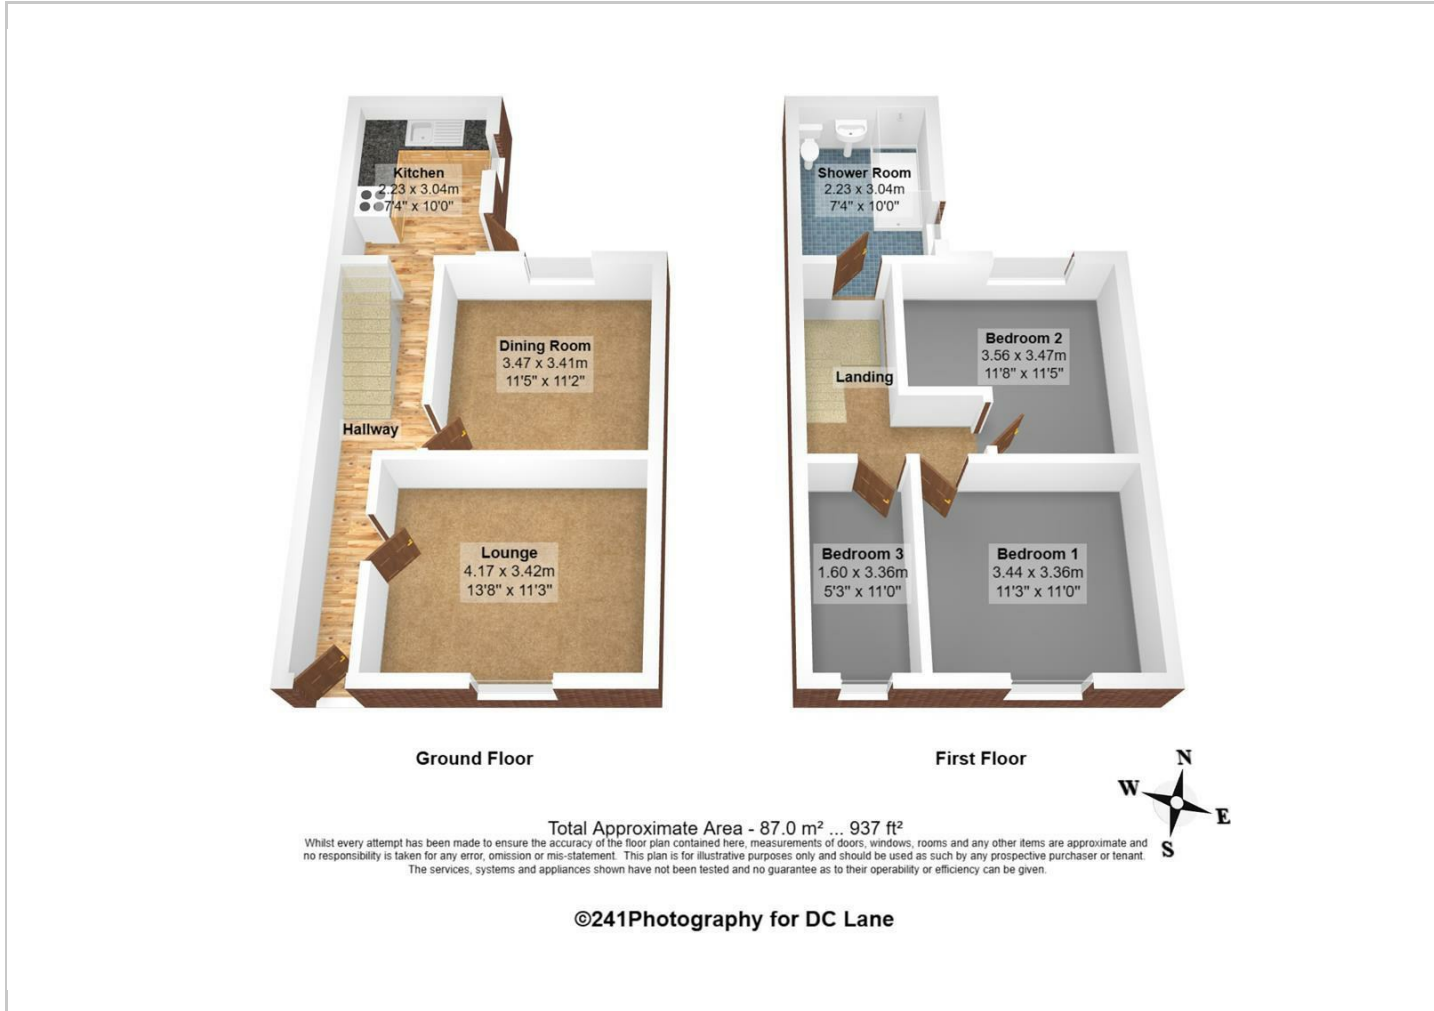 Kitchen
2.23 x 3.04m
7'4" x 10'0"
Dining Room
3.47 x 3.41m
11'5" x 11'2"
Hallway
Lounge
4.17 x 3.42m
13'8" x 11'3"
Ground Floor
Shower Room
2.23 x 3.04m
7'4" x 10'0"
Bedroom 2
3.56 x 3.47m
11'8" x 11'5"
Landing
Bedroom 3
1.60 x 3.36m
5'3" x 11'0"
Bedroom 1
3.44 x 3.36m
11'3" x 11'0"
First Floor
N
W
E
S
Total Approximate Area - 87.0 m² ... 937 ft²
Whilst every attempt has been made to ensure the accuracy of the floor plan contained here, measurements of doors, windows, rooms and any other items are approximate and
no responsibility is taken for any error, omission or mis-statement. This plan is for illustrative purposes only and should be used as such by any prospective purchaser or tenant.
The services, systems and appliances shown have not been tested and no guarantee as to their operability or efficiency can be given.
©241Photography for DC Lane